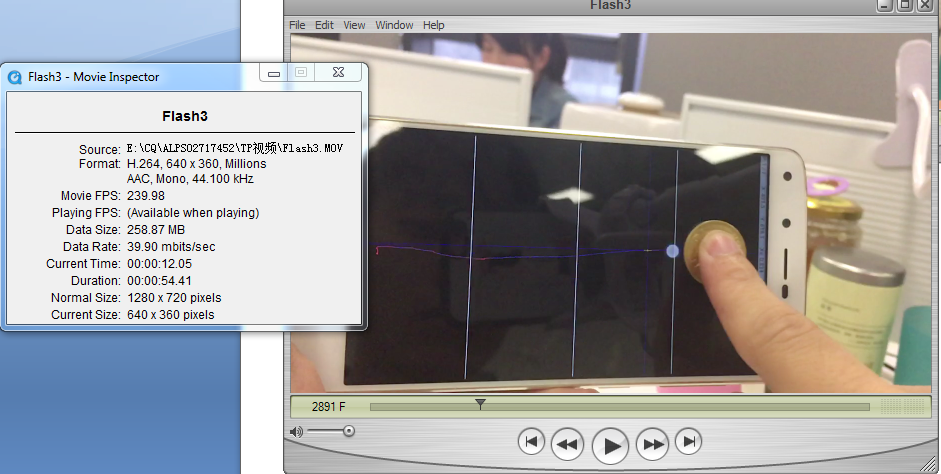 Flash3
File Edit View Window Help
Flash3 - Movie Inspector
Flash3
Source: E:\CQ\ALPS02717452\TP视频\Flash3.MOV
Format: H.264, 640 x 360, Millions
AAC, Mono, 44.100 kHz
Movie FPS: 239.98
Playing FPS: (Available when playing)
Data Size: 258.87 MB
Data Rate: 39.90 mbits/sec
Current Time: 00:00:12.05
Duration: 00:00:54.41
Normal Size: 1280 x 720 pixels
Current Size: 640 x 360 pixels
2891 F